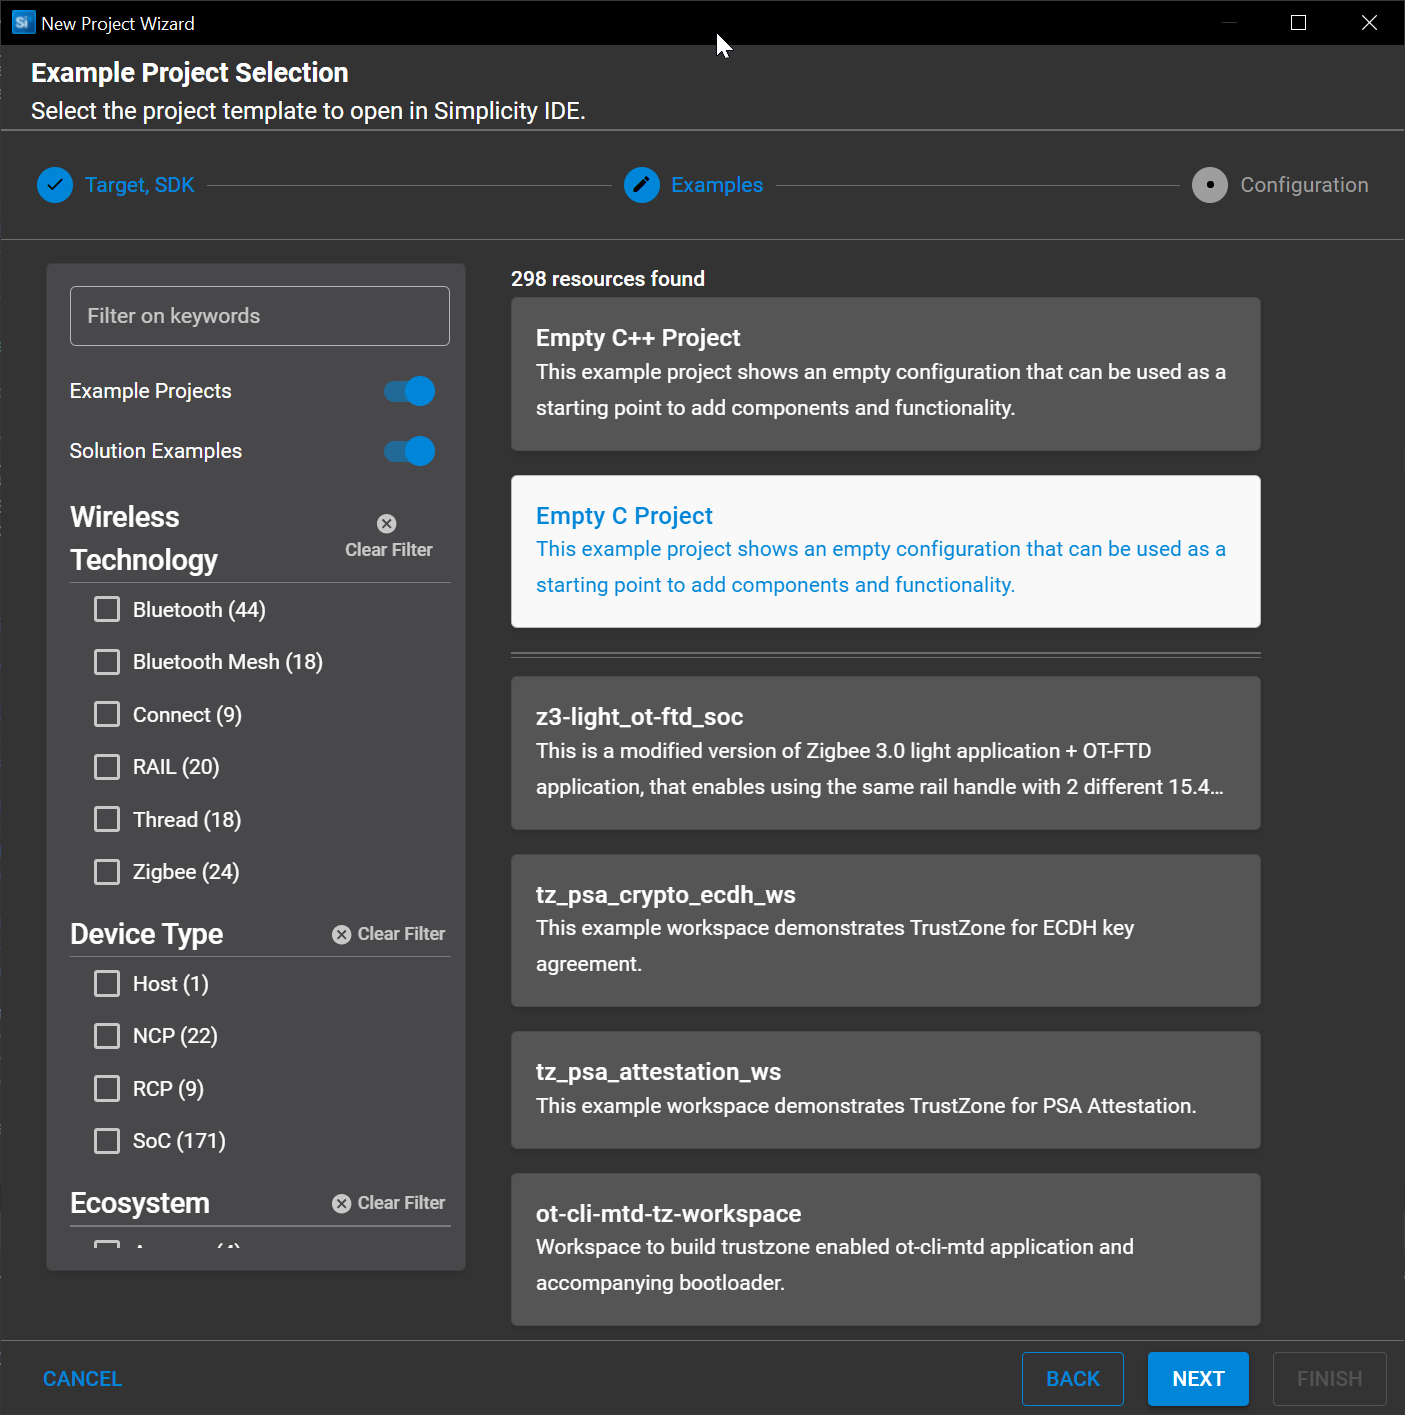 Si
New Project Wizard
Example Project Selection
Select the project template to open in Simplicity IDE.
Target, SDK
Examples
Configuration
Filter on keywords
Example Projects
Solution Examples
Wireless
Technology
Clear Filter
Bluetooth (44)
Bluetooth Mesh (18)
Connect (9)
RAIL (20)
Thread (18)
Zigbee (24)
Device Type
Clear Filter
Host (1)
NCP (22)
RCP (9)
SoC (171)
Ecosystem
Clear Filter
298 resources found
Empty C++ Project
This example project shows an empty configuration that can be used as a
starting point to add components and functionality.
Empty C Project
This example project shows an empty configuration that can be used as a
starting point to add components and functionality.
z3-light_ot-ftd_soc
This is a modified version of Zigbee 3.0 light application + OT-FTD
application, that enables using the same rail handle with 2 different 15.4...
tz_psa_crypto_ecdh_ws
This example workspace demonstrates TrustZone for ECDH key
agreement.
tz_psa_attestation_ws
This example workspace demonstrates TrustZone for PSA Attestation.
ot-cli-mtd-tz-workspace
Workspace to build trustzone enabled ot-cli-mtd application and
accompanying bootloader.
CANCEL
BACK
NEXT
FINISH